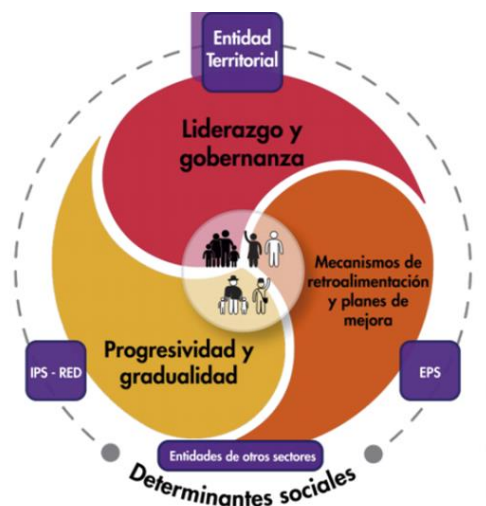 Entidad
Territorial
Liderazgo y
gobernanza
Mecanismos de
retroalimentación
y planes de
mejora
Progresividad y
gradualidad
IPS - RED
EPS
Entidades de otros sectores
Determinantes sociales